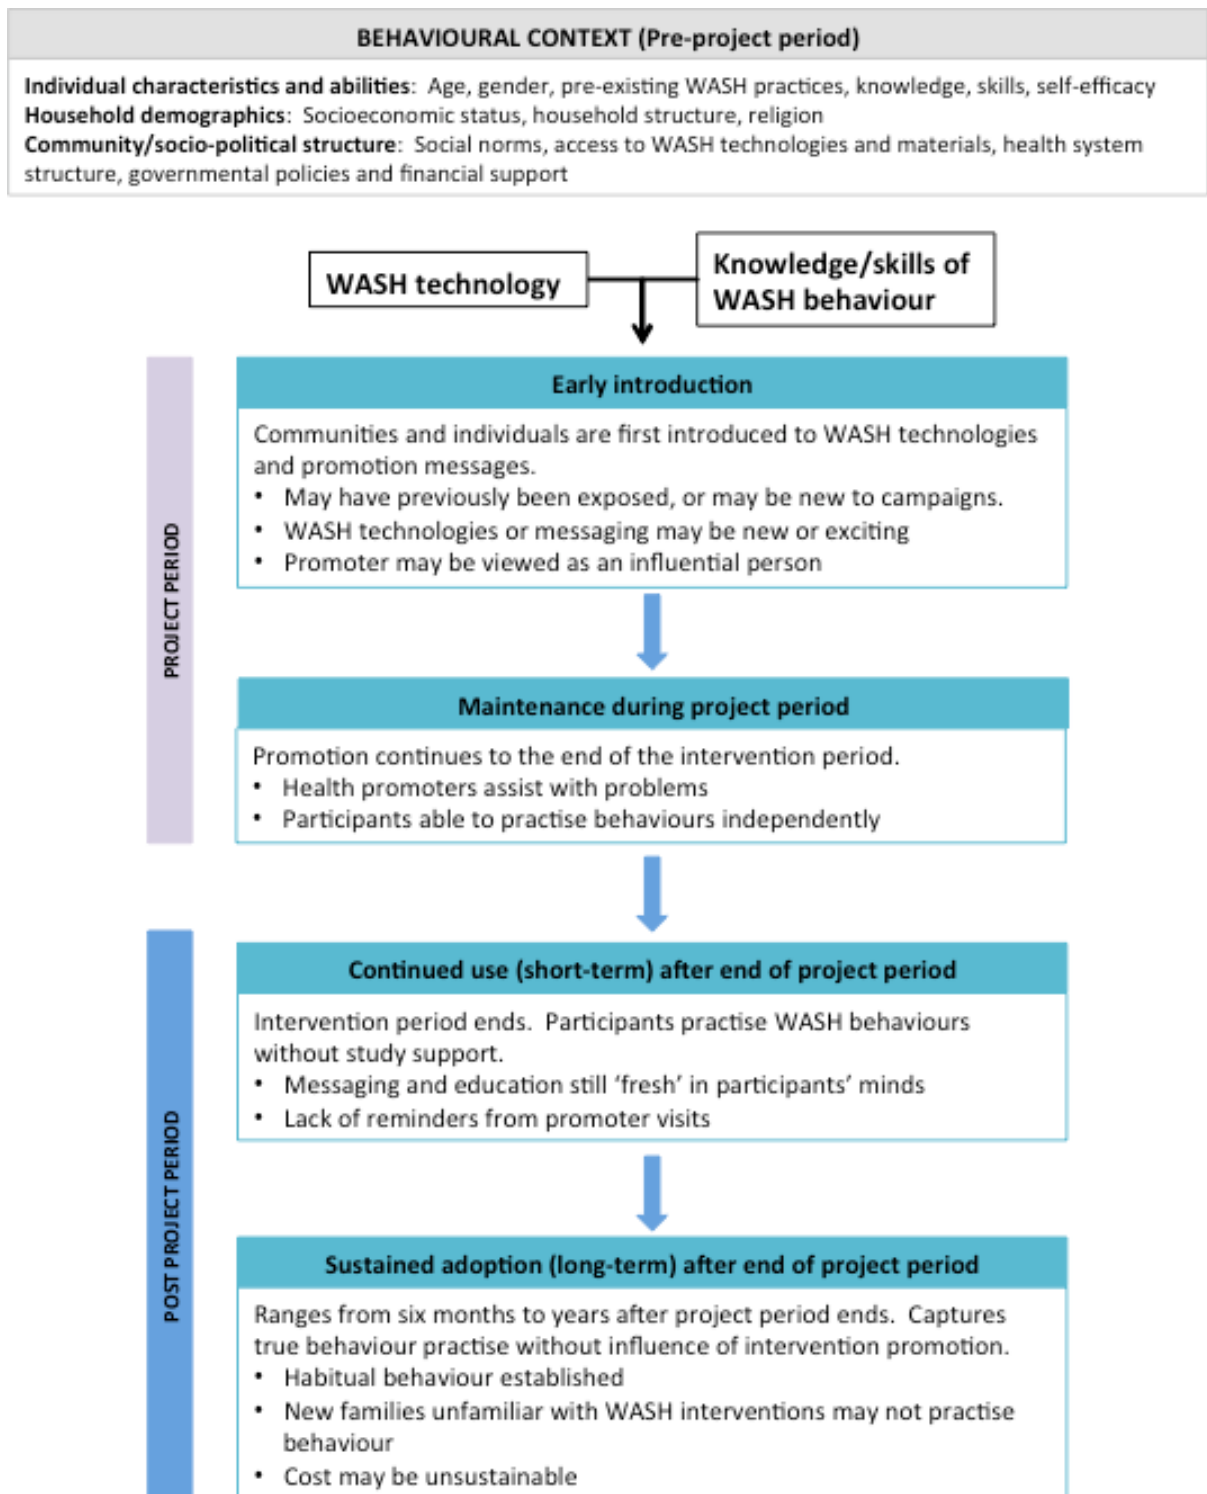 BEHAVIOURAL CONTEXT (Pre-project period)
Individual characteristics and abilities: Age, gender, pre-existing WASH practices, knowledge, skills, self-efficacy
Household demographics: Socioeconomic status, household structure, religion
Community/socio-political structure: Social norms, access to WASH technologies and materials, health system
structure, governmental policies and financial support
WASH technology
Knowledge/skills of
WASH behaviour
PROJECT PERIOD
Early introduction
Communities and individuals are first introduced to WASH technologies
and promotion messages.
• May have previously been exposed, or may be new to campaigns.
• WASH technologies or messaging may be new or exciting
• Promoter may be viewed as an influential person
Maintenance during project period
Promotion continues to the end of the intervention period.
• Health promoters assist with problems
• Participants able to practise behaviours independently
POST PROJECT PERIOD
Continued use (short-term) after end of project period
Intervention period ends. Participants practise WASH behaviours
without study support.
• Messaging and education still ‘fresh’ in participants’ minds
• Lack of reminders from promoter visits
Sustained adoption (long-term) after end of project period
Ranges from six months to years after project period ends. Captures
true behaviour practise without influence of intervention promotion.
• Habitual behaviour established
• New families unfamiliar with WASH interventions may not practise
behaviour
• Cost may be unsustainable